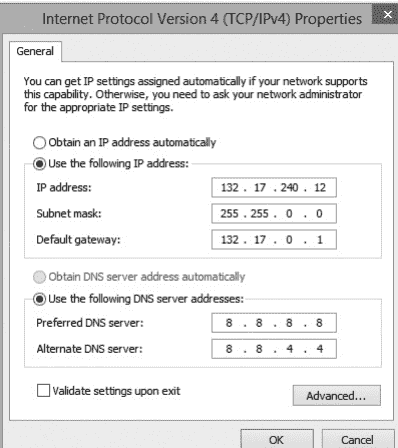 Internet Protocol Version 4 (TCP/IPv4) Properties
General
You can get IP settings assigned automatically if your network supports
this capability. Otherwise, you need to ask your network administrator
for the appropriate IP settings.
Obtain an IP address automatically
Use the following IP address:
IP address: 132 . 17 . 240 . 12
Subnet mask: 255 . 255 . 0 . 0
Default gateway: 132 . 17 . 0 . 1
Obtain DNS server address automatically
Use the following DNS server addresses:
Preferred DNS server: 8 . 8 . 8 . 8
Alternate DNS server: 8 . 8 . 4 . 4
Validate settings upon exit
Advanced...
OK Cancel